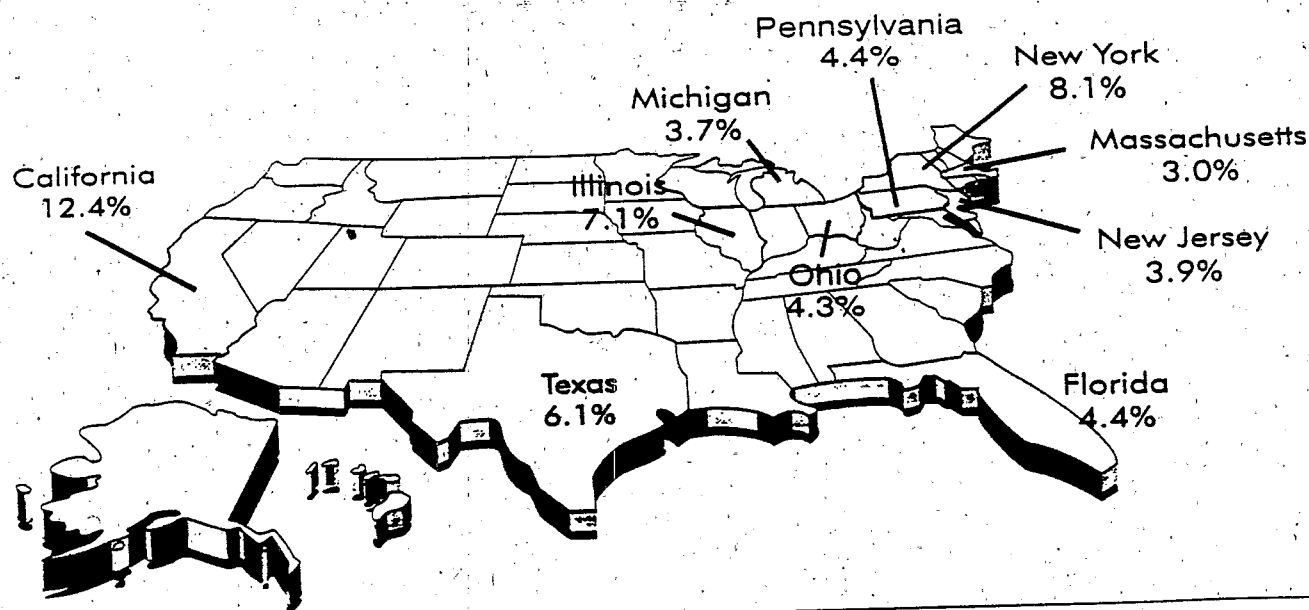 Pennsylvania
4.4%
New York
8.1%
Michigan
3.7%
Massachusetts
3.0%
California
12.4%
Illinois
7.1%
New Jersey
3.9%
Ohio
4.3%
Texas
6.1%
Florida
4.4%